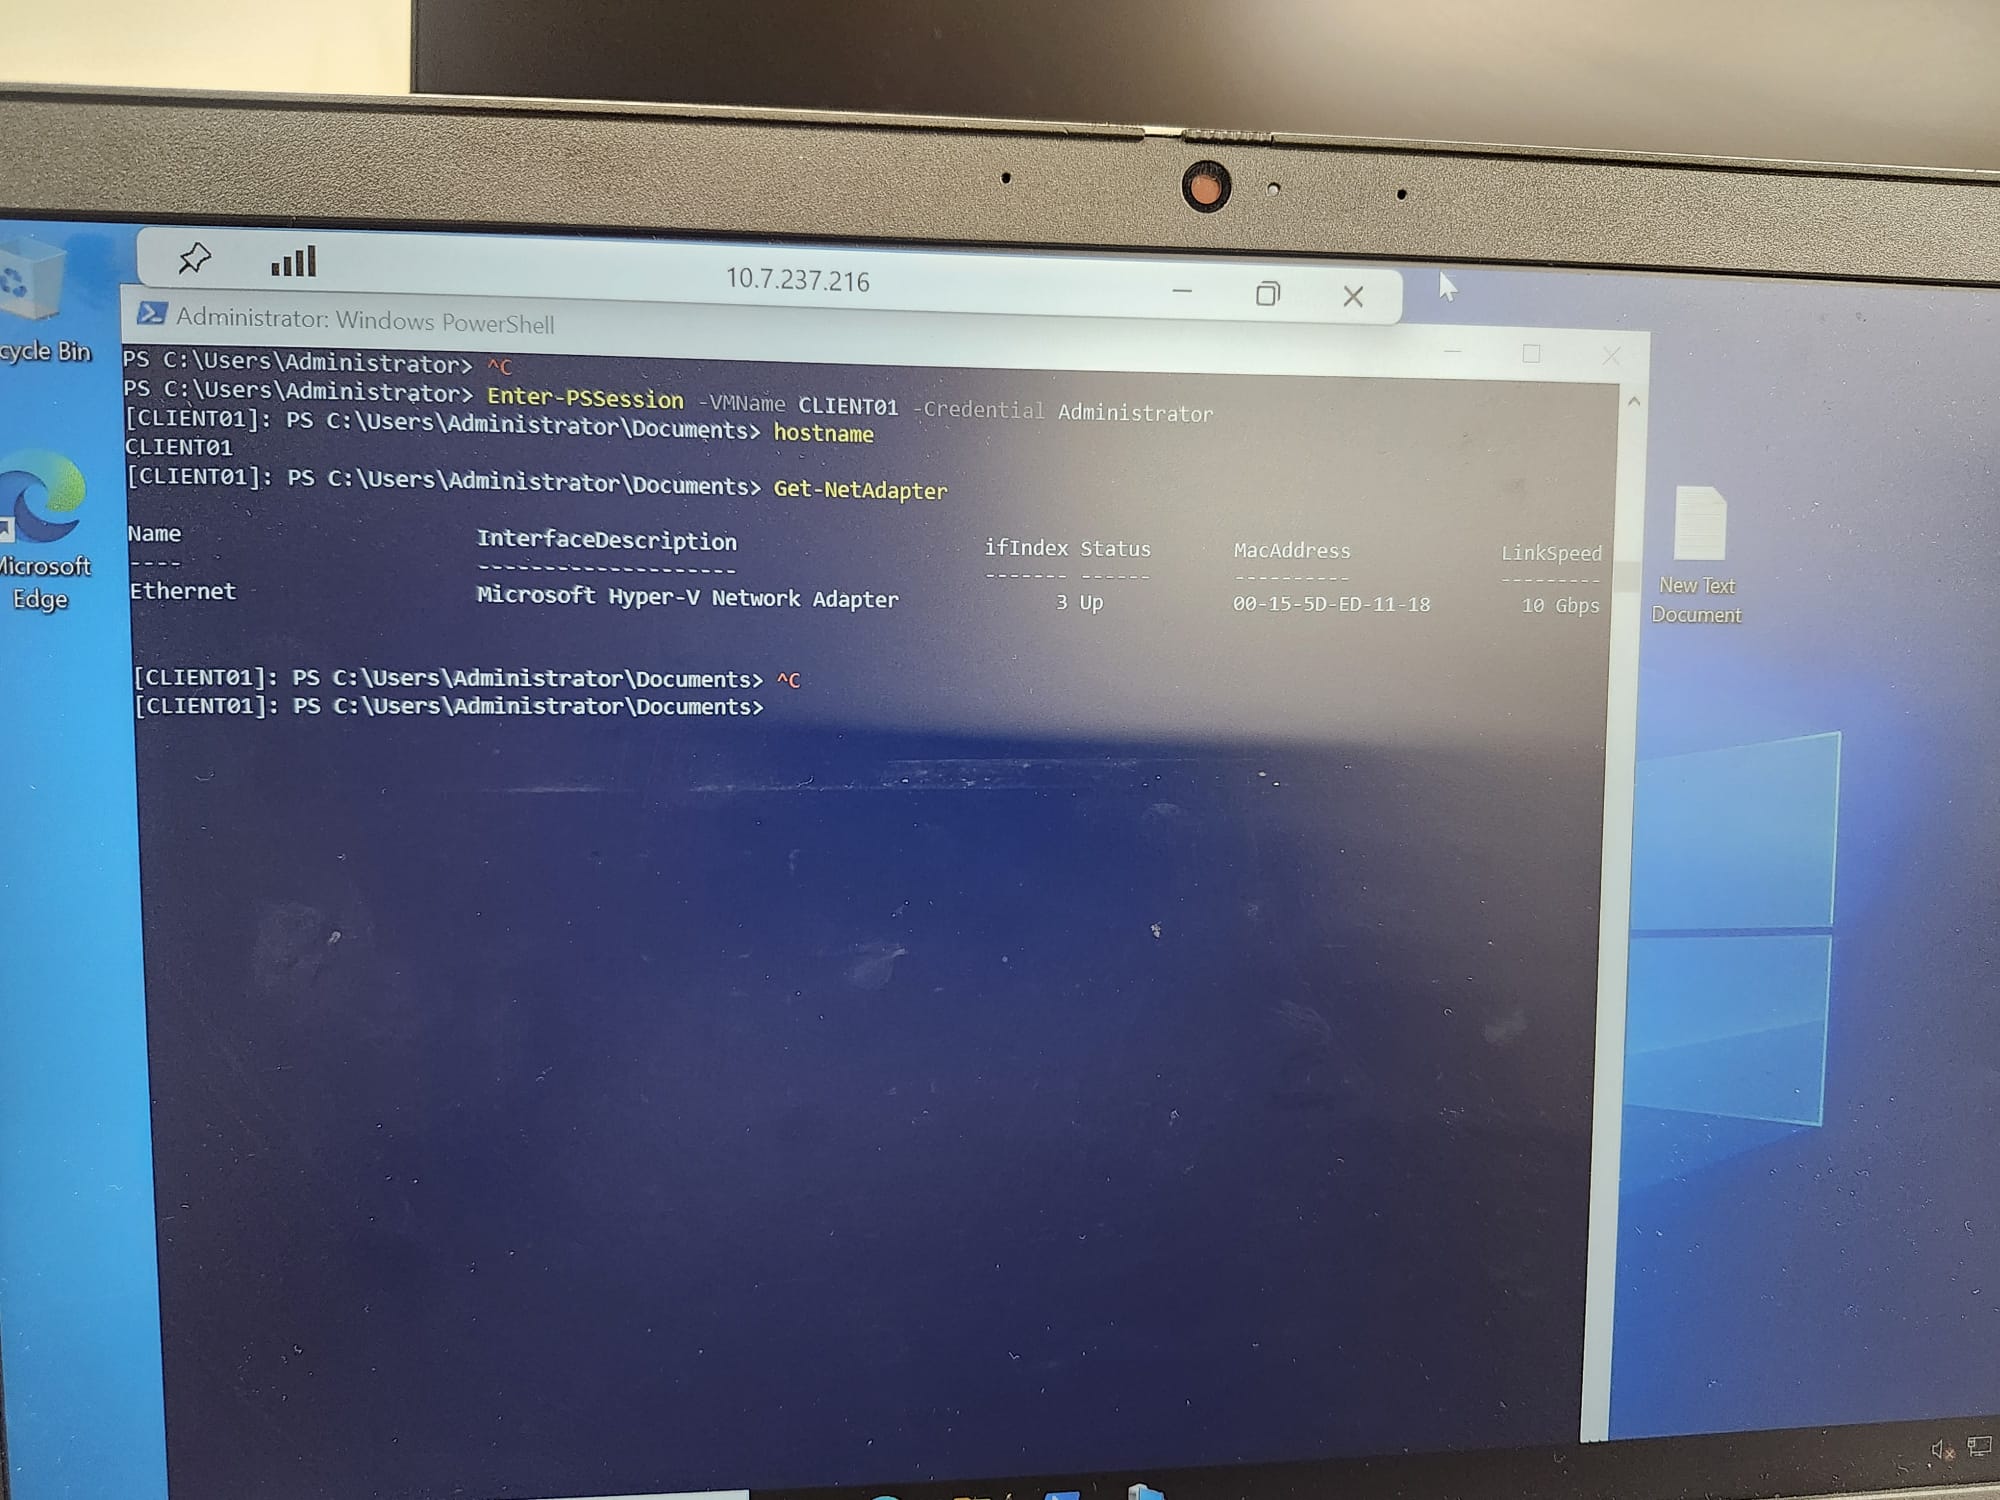 10.7.237.216
Administrator: Windows PowerShell
cycle Bin
PS C:\Users\Administrator> ^C
PS C:\Users\Administrator> Enter-PSSession -VMName CLIENT01 -Credential Administrator
[CLIENT01]: PS C:\Users\Administrator\Documents> hostname
CLIENT01
[CLIENT01]: PS C:\Users\Administrator\Documents> Get-NetAdapter
Name InterfaceDescription ifIndex Status MacAddress LinkSpeed
---- -------------------- ------- ------ ---------- ---------
Ethernet Microsoft Hyper-V Network Adapter 3 Up 00-15-5D-ED-11-18 10 Gbps
[CLIENT01]: PS C:\Users\Administrator\Documents> ^C
[CLIENT01]: PS C:\Users\Administrator\Documents>
Microsoft
Edge
New Text
Document